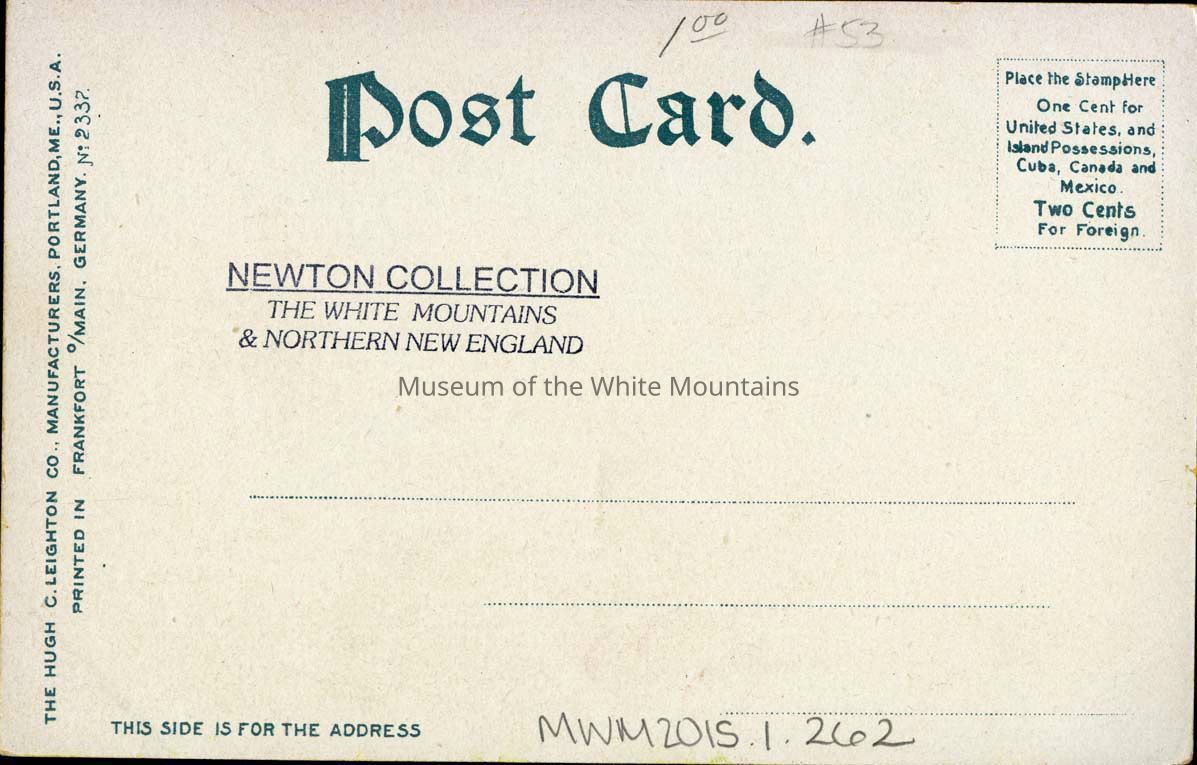 1.00 #53
Post Card.
Place the Stamp Here
One Cent for
United States, and
Island Possessions,
Cuba, Canada and
Mexico.
Two Cents
For Foreign.
THE HUGH C. LEIGHTON CO., MANUFACTURERS, PORTLAND, ME., U.S.A.
PRINTED IN FRANKFORT O/MAIN, GERMANY. No 2337.
NEWTON COLLECTION
THE WHITE MOUNTAINS
& NORTHERN NEW ENGLAND
Museum of the White Mountains
THIS SIDE IS FOR THE ADDRESS
MWM2015.1.262